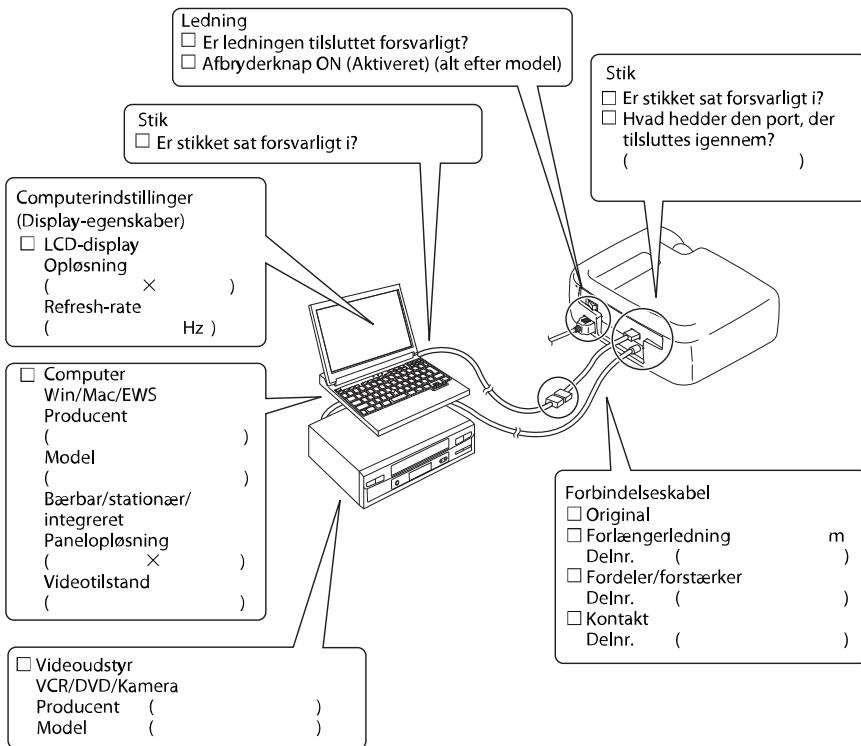 Ledning
☐ Er ledningen tilsluttet forsvarligt?
☐ Afbryderknap ON (Aktiveret) (alt efter model)
Stik
☐ Er stikket sat forsvarligt i?
☐ Hvad hedder den port, der
tilsluttes igennem?
( )
Stik
☐ Er stikket sat forsvarligt i?
Computerindstillinger
(Display-egenskaber)
☐ LCD-display
Opløsning
( × )
Refresh-rate
( Hz )
☐ Computer
Win/Mac/EWS
Producent
( )
Model
( )
Bærbar/stationær/
integreret
Panelopløsning
( × )
Videotilstand
( )
Forbindelseskabel
☐ Original
☐ Forlængerledning m
Delnr. ( )
☐ Fordeler/forstærker
Delnr. ( )
☐ Kontakt
Delnr. ( )
☐ Videoudstyr
VCR/DVD/Kamera
Producent ( )
Model ( )